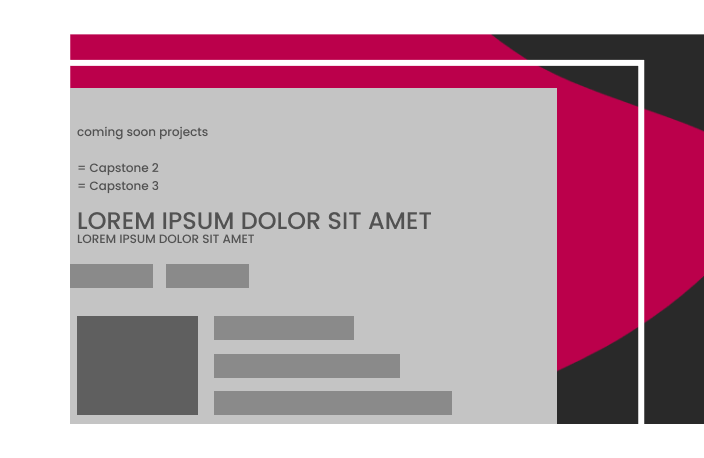 coming soon projects
= Capstone 2
= Capstone 3
LOREM IPSUM DOLOR SIT AMET
LOREM IPSUM DOLOR SIT AMET